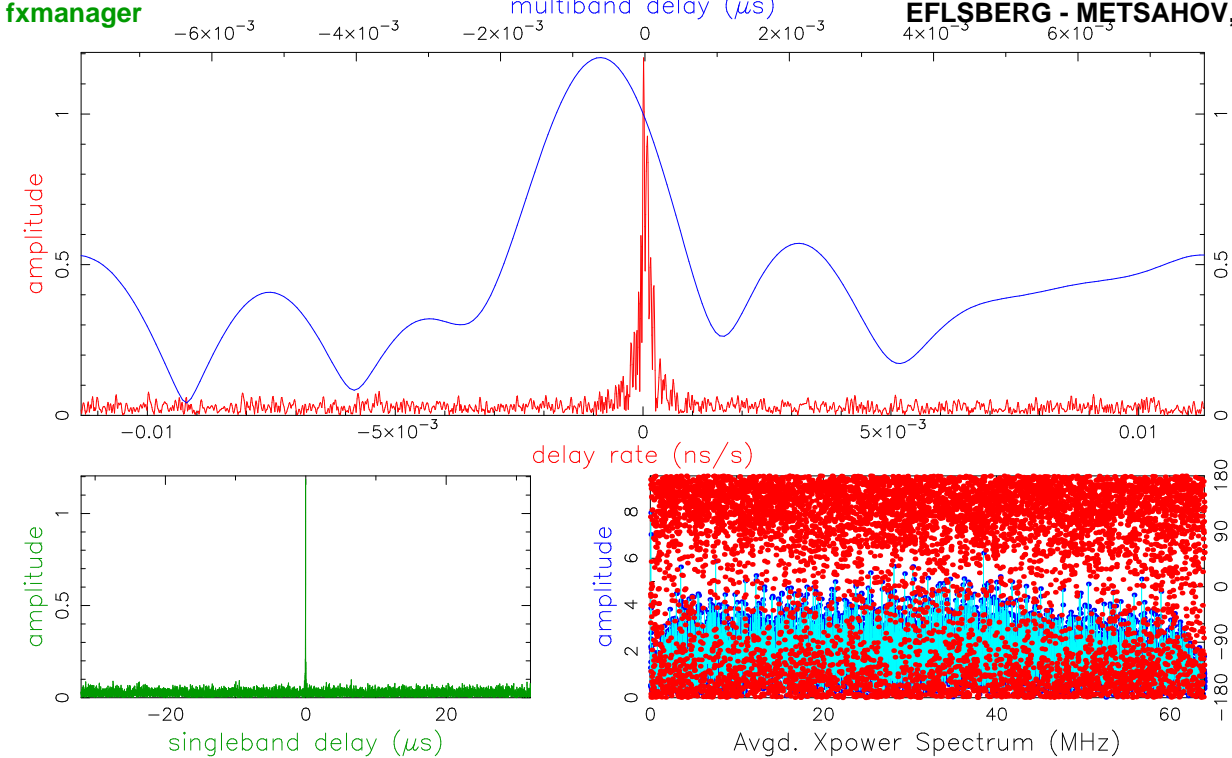 fxmanager
multiband delay (μs)
EFLSBERG - METSAHOV,
−6×10⁻³ −4×10⁻³ −2×10⁻³ 0 2×10⁻³ 4×10⁻³ 6×10⁻³
amplitude
0 0.5 1
0 0.5 1
−0.01 −5×10⁻³ 0 5×10⁻³ 0.01
delay rate (ns/s)
amplitude
0 0.5 1
−20 0 20
singleband delay (μs)
amplitude
0 2 4 6 8
−180 −90 0 90 180
0 20 40 60
Avgd. Xpower Spectrum (MHz)